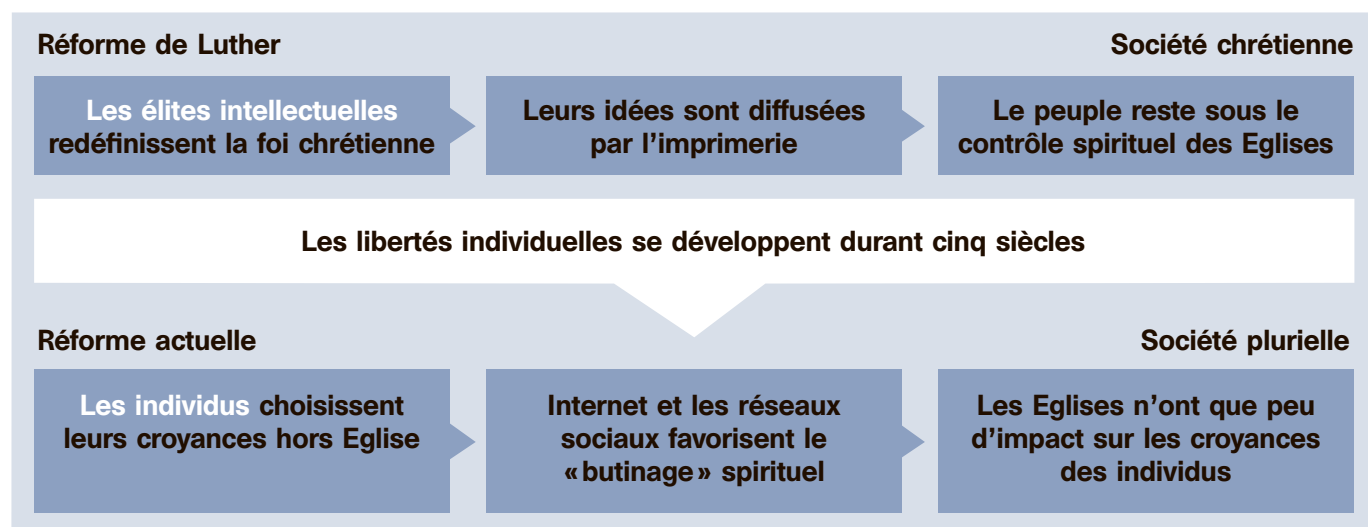 Réforme de Luther
Société chrétienne
Les élites intellectuelles
redéfinissent la foi chrétienne
Leurs idées sont diffusées
par l'imprimerie
Le peuple reste sous le
contrôle spirituel des Eglises
Les libertés individuelles se développent durant cinq siècles
Réforme actuelle
Société plurielle
Les individus choisissent
leurs croyances hors Eglise
Internet et les réseaux
sociaux favorisent le
«butinage» spirituel
Les Eglises n'ont que peu
d'impact sur les croyances
des individus